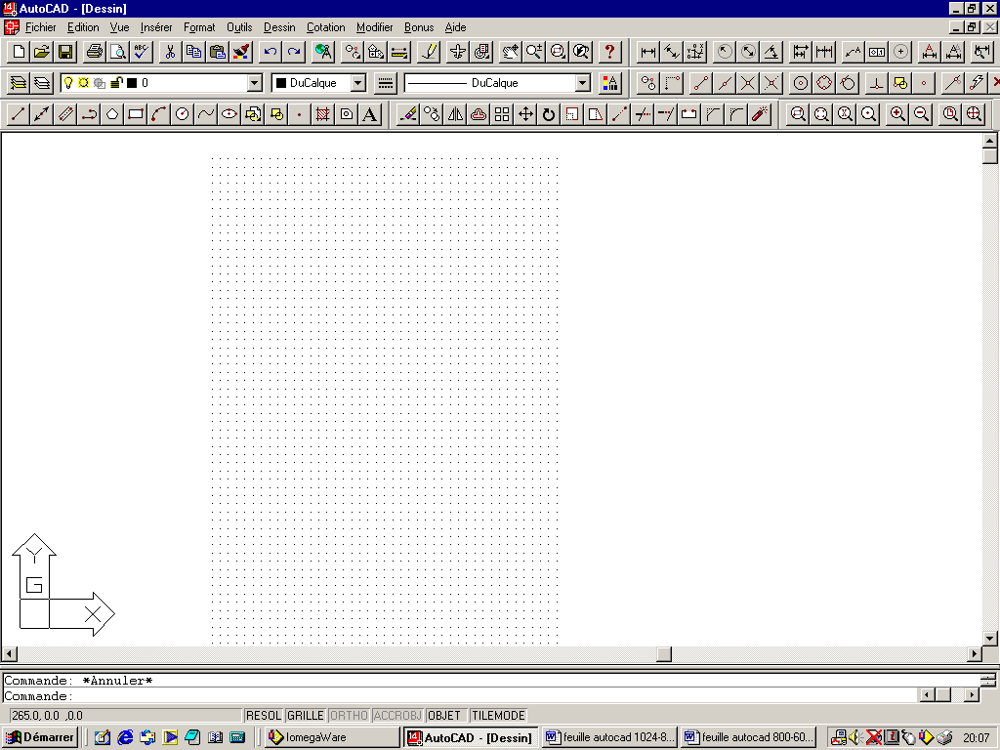 AutoCAD - [Dessin]
Fichier Edition Vue Insérer Format Outils Dessin Cotation Modifier Bonus Aide
0 DuCalque DuCalque
A
Y
G
X
Commande: *Annuler*
Commande:
265.0, 0.0 ,0.0 RESOL GRILLE ORTHO ACCROBJ OBJET TILEMODE
Démarrer IomegaWare AutoCAD - [Dessin] feuille autocad 1024-8... feuille autocad 800-60... 20:07